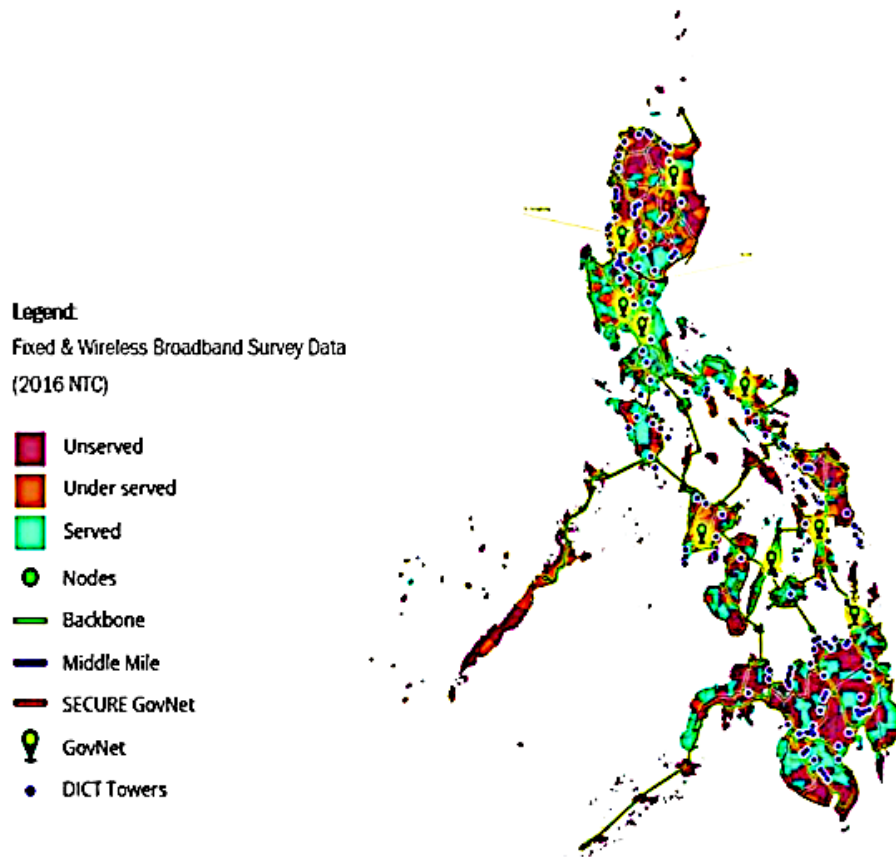 Legend:
Fixed & Wireless Broadband Survey Data
(2016 NTC)
Unserved
Under served
Served
Nodes
Backbone
Middle Mile
SECURE GovNet
GovNet
DICT Towers